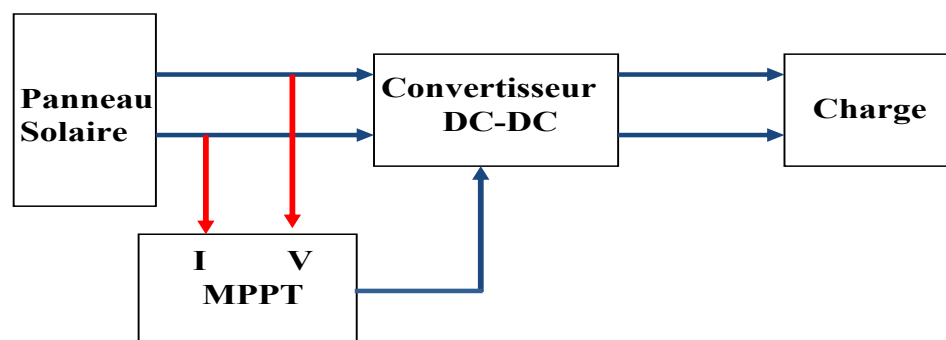 Panneau
Solaire
Convertisseur
DC-DC
Charge
I V
MPPT